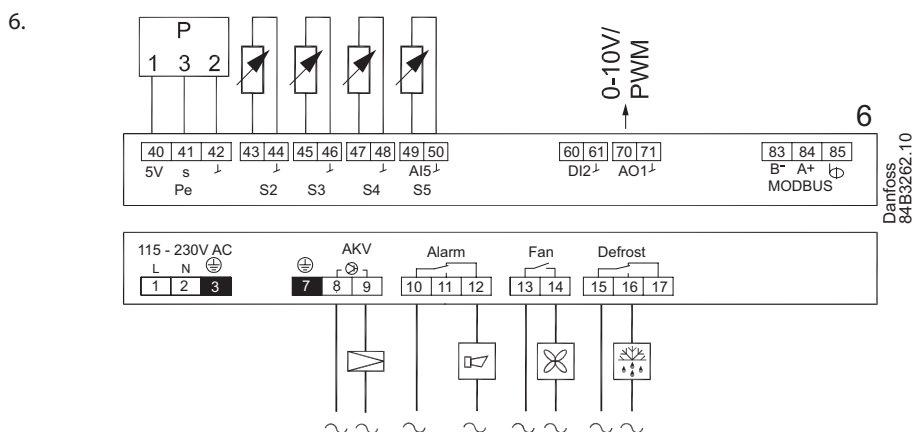 6.
P
1 3 2
0-10V/
PWM
6
40 41 42 43 44 45 46 47 48 49 50 60 61 70 71 83 84 85
5V s AI5 DI2 AO1 B- A+
Pe S2 S3 S4 S5 MODBUS
Danfoss
84B3262.10
115 - 230V AC AKV Alarm Fan Defrost
L N
1 2 3 7 8 9 10 11 12 13 14 15 16 17